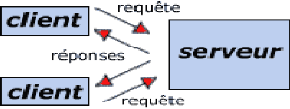 requête
client
serveur
réponses
client
requête